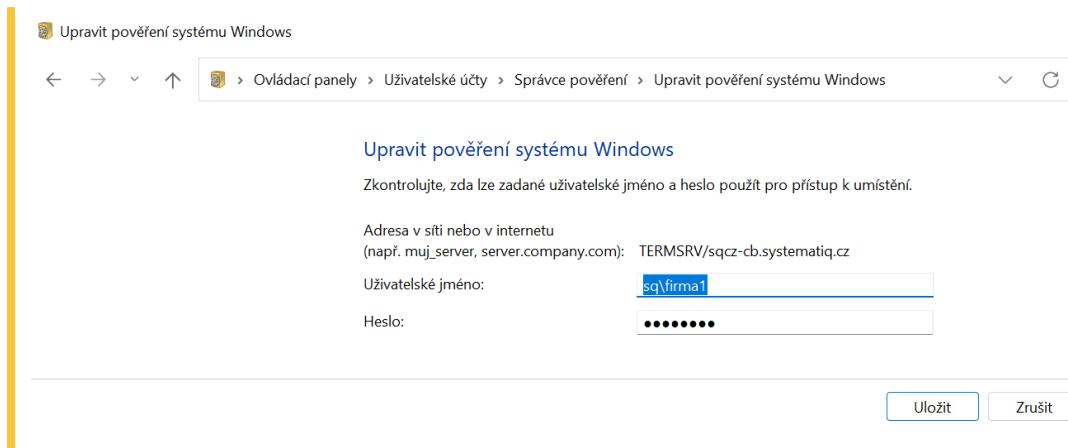 Upravit pověření systému Windows
Ovládací panely > Uživatelské účty > Správce pověření > Upravit pověření systému Windows
Upravit pověření systému Windows
Zkontrolujte, zda lze zadané uživatelské jméno a heslo použít pro přístup k umístění.
Adresa v síti nebo v internetu
(např. muj_server, server.company.com): TERMSRV/sqcz-cb.systematiq.cz
Uživatelské jméno: sq\firma1
Heslo: ●●●●●●●●
Uložit Zrušit